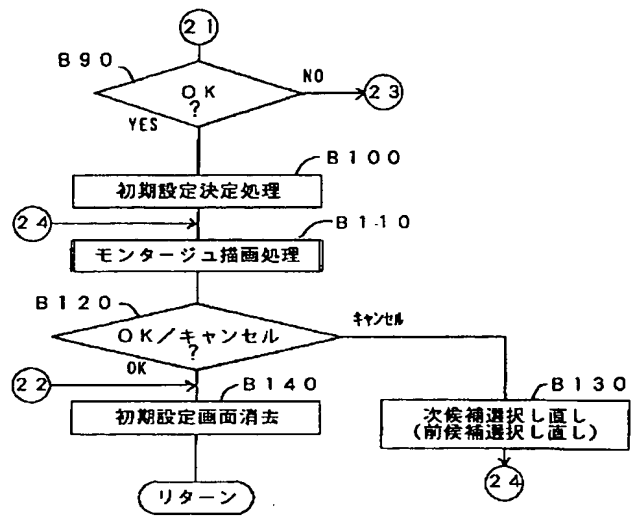 21
B90
OK
?
NO
23
YES
B100
初期設定決定処理
24
B110
モンタージュ描画処理
B120
OK/キャンセル
?
キャンセル
OK
22
B140
初期設定画面消去
B130
次候補選択し直し
(前候補選択し直し)
24
リターン